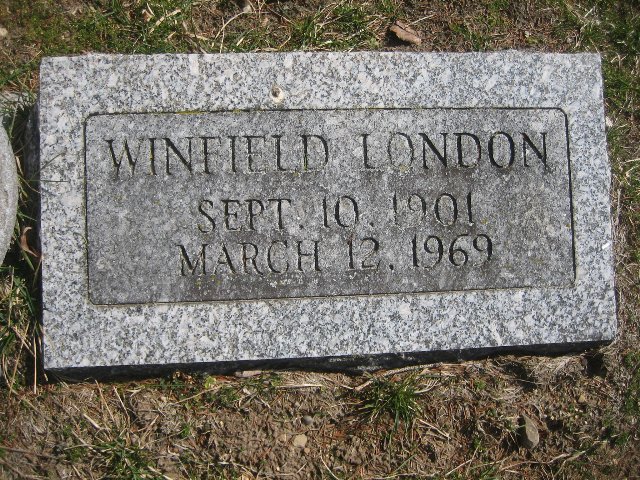 WINFIELD LONDON
SEPT. 10, 1901
MARCH 12, 1969